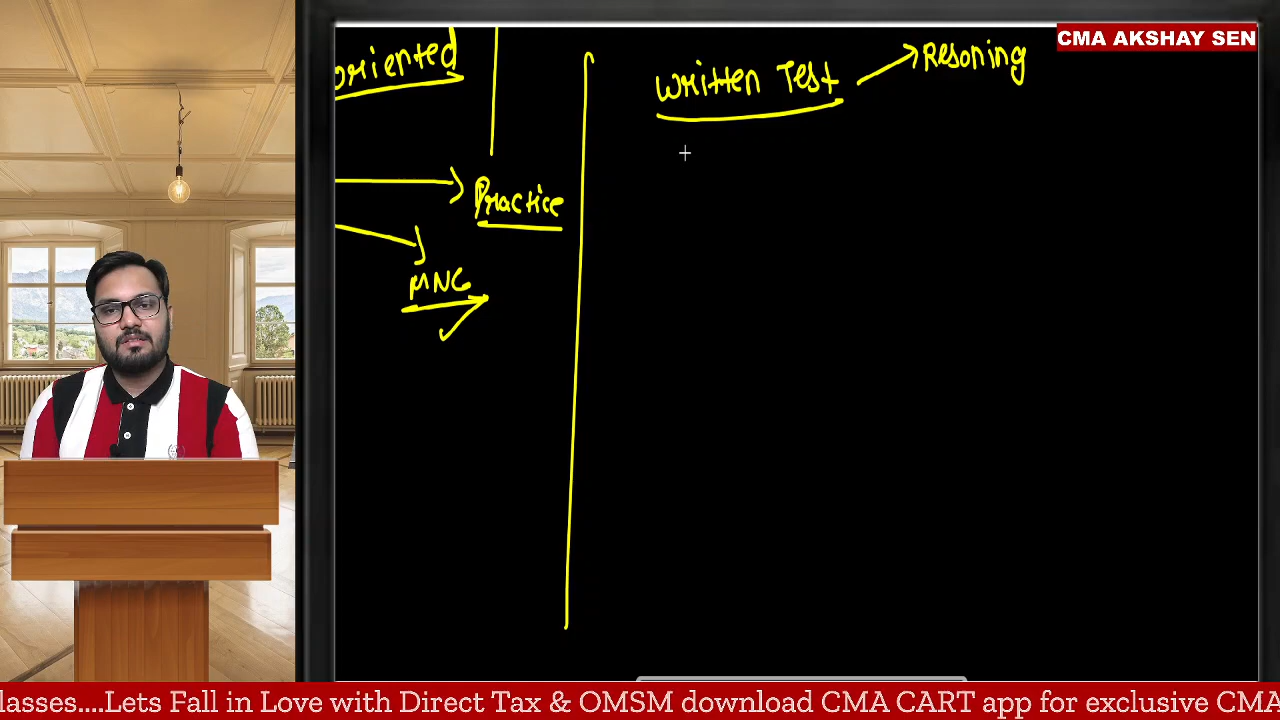 CMA AKSHAY SEN
oriented
Practice
MNC
Written Test
Resoning
lasses....Lets Fall in Love with Direct Tax & OMSM download CMA CART app for exclusive CMA